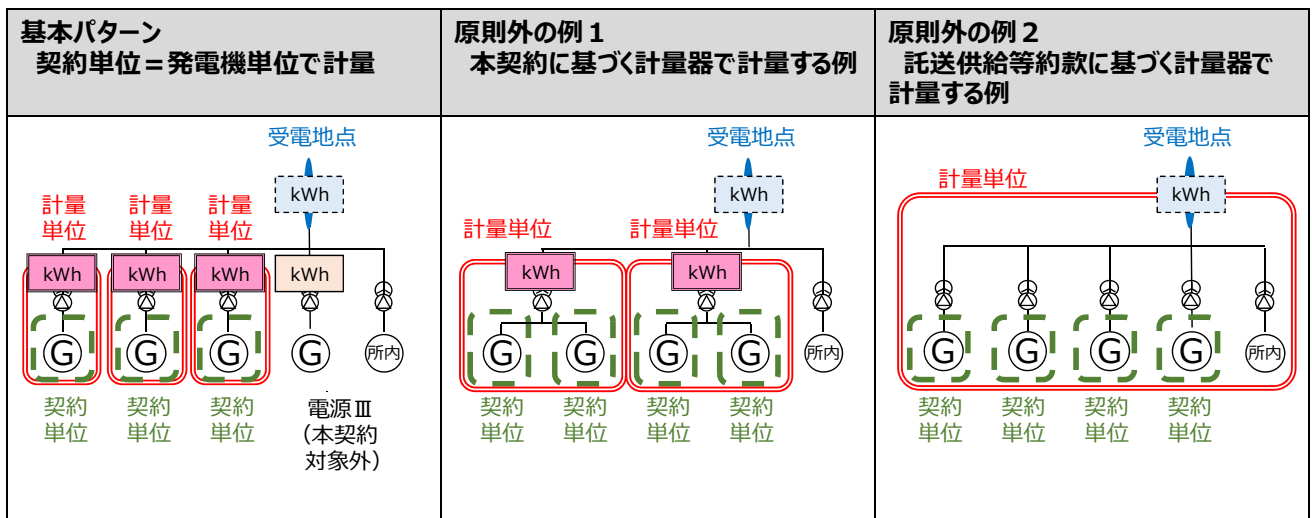 基本パターン
契約単位＝発電機単位で計量
受電地点
kWh
計量
単位
計量
単位
計量
単位
kWh
kWh
kWh
kWh
G
G
G
G
所内
契約
単位
契約
単位
契約
単位
電源Ⅲ
（本契約
対象外）
原則外の例１
本契約に基づく計量器で計量する例
受電地点
kWh
計量単位
計量単位
kWh
kWh
G
G
G
G
所内
契約
単位
契約
単位
契約
単位
契約
単位
原則外の例２
託送供給等約款に基づく計量器で
計量する例
受電地点
計量単位
kWh
G
G
G
G
所内
契約
単位
契約
単位
契約
単位
契約
単位